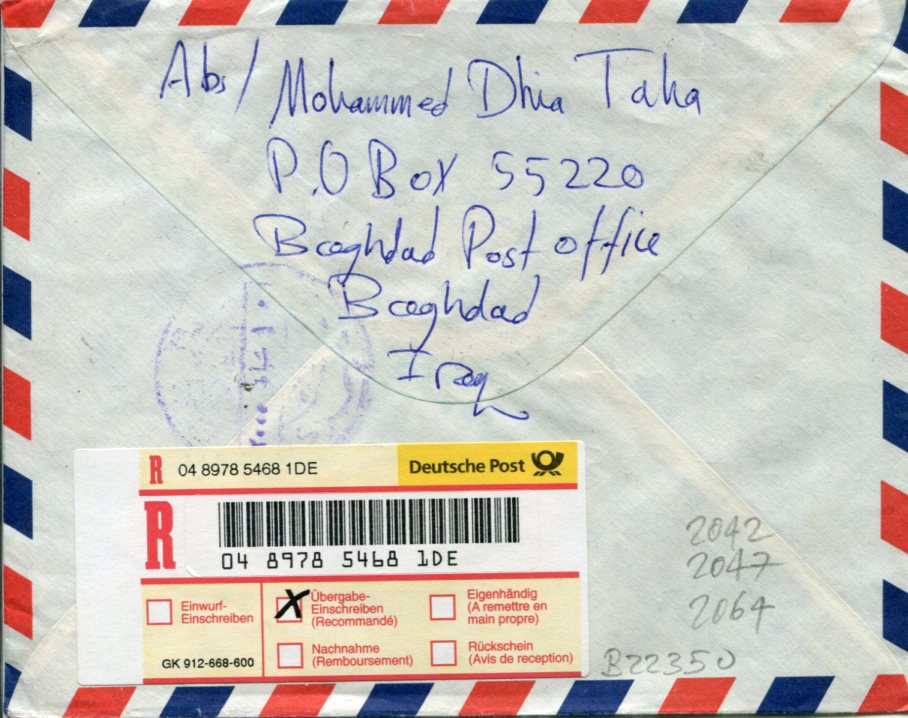 Abs/ Mohammed Dhia Taha
P.O Box 55220
Baghdad Post office
Baghdad
Iraq
R 04 8978 5468 1DE
Deutsche Post
R
04 8978 5468 1DE
Einwurf-
Einschreiben
X Übergabe-
Einschreiben
(Recommandé)
Eigenhändig
(A remettre en
main propre)
GK 912-668-600
Nachnahme
(Remboursement)
Rückschein
(Avis de reception)
2042
2047
2064
B22350